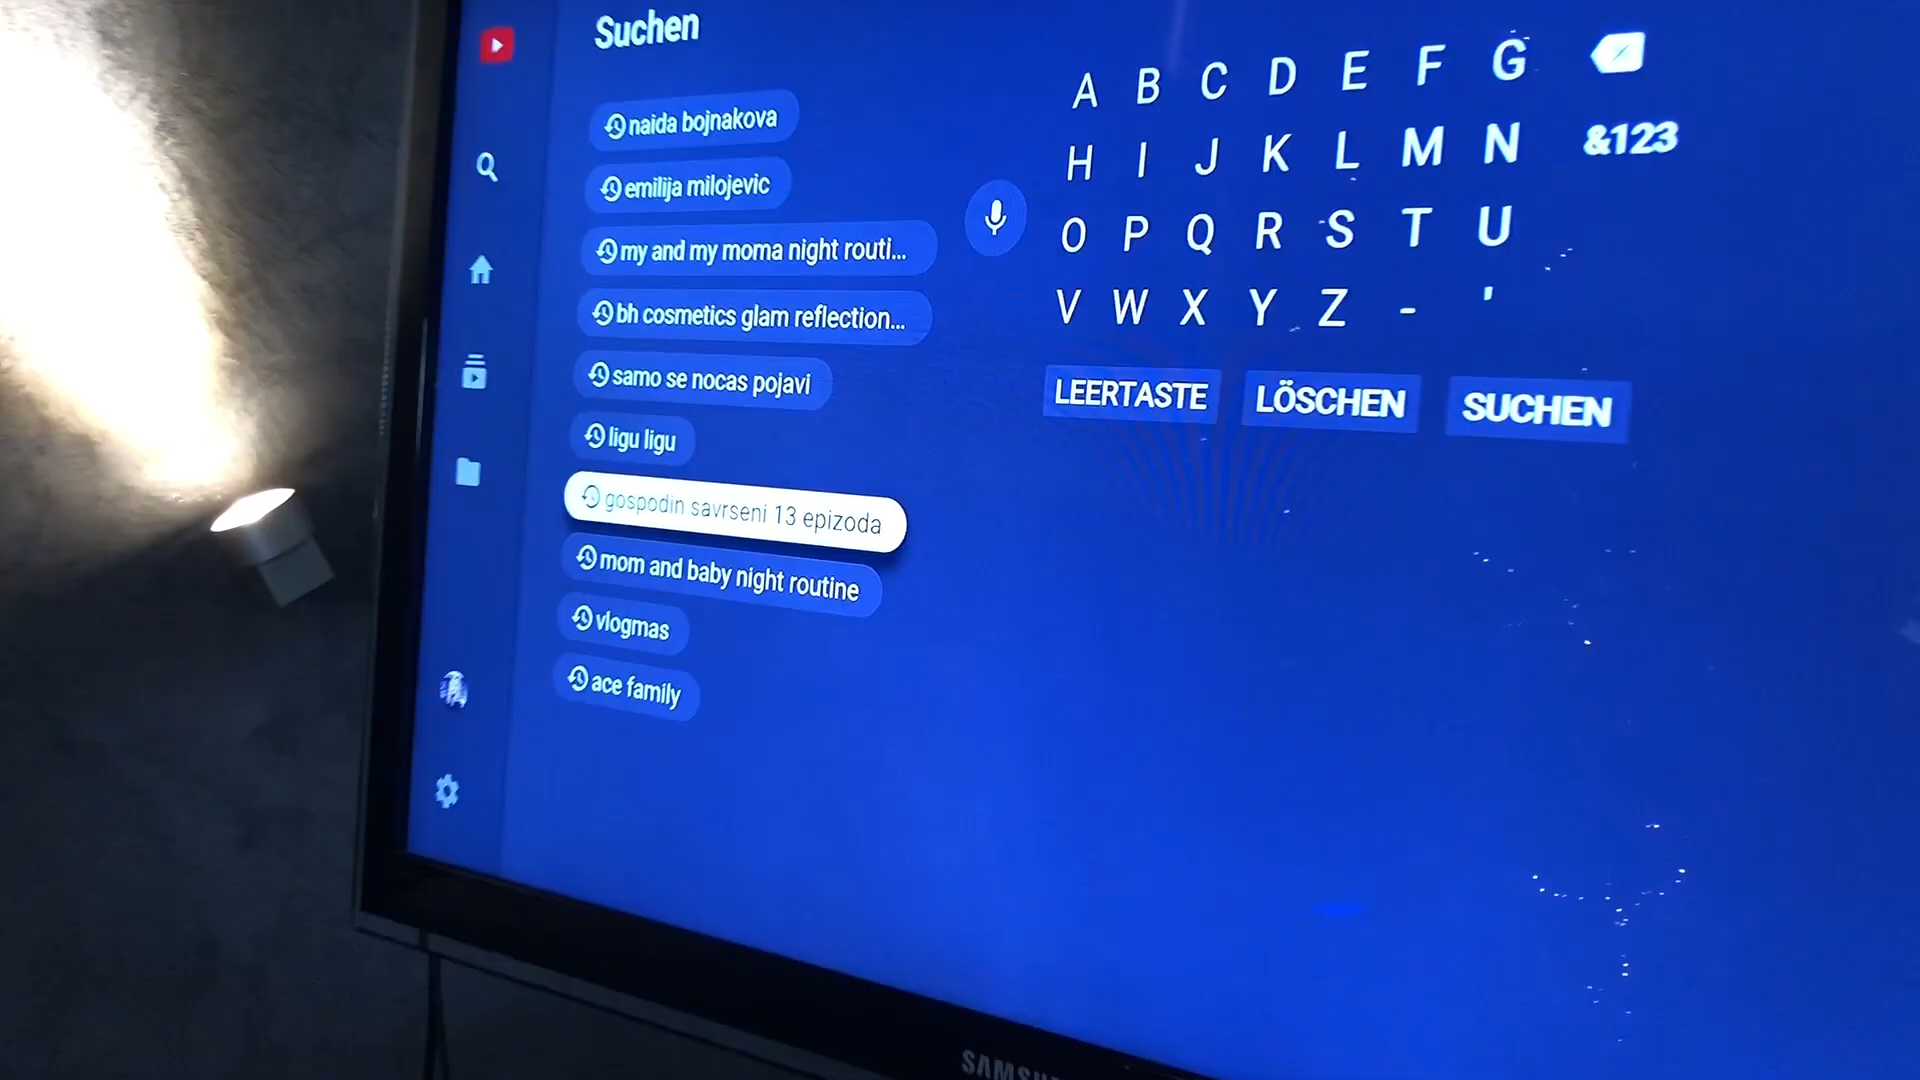 Suchen
naida bojnakova
emilija milojevic
my and my moma night routi...
bh cosmetics glam reflection...
samo se nocas pojavi
ligu ligu
gospodin savrseni 13 epizoda
mom and baby night routine
vlogmas
ace family
A B C D E F G
H I J K L M N &123
O P Q R S T U
V W X Y Z - '
LEERTASTE LÖSCHEN SUCHEN